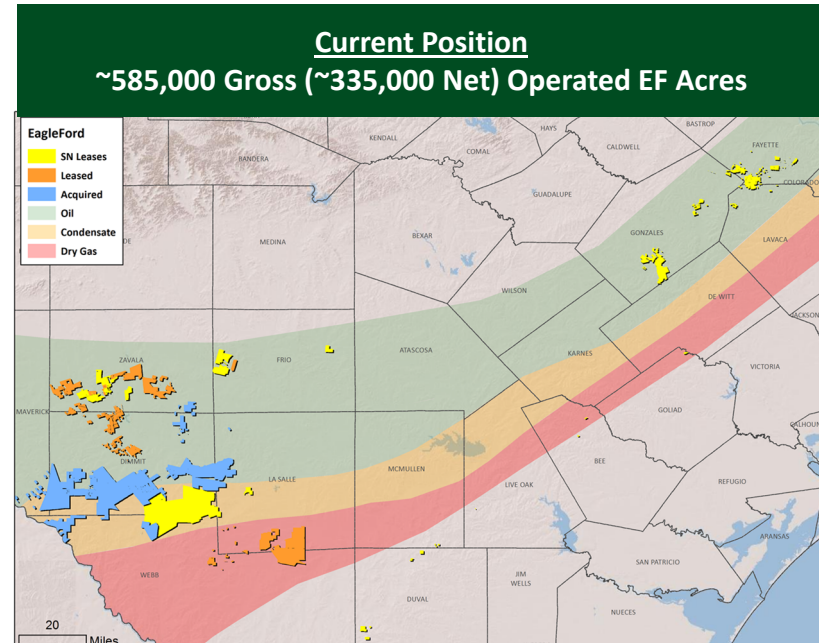 Current Position
~585,000 Gross (~335,000 Net) Operated EF Acres
EagleFord
SN Leases
Leased
Acquired
Oil
Condensate
Dry Gas
KENDALL
HAYS
BASTROP
CALDWELL
FAYETTE
BANDERA
COMAL
COLORADO
GUADALUPE
DE
MEDINA
BEXAR
GONZALES
LAVACA
WILSON
DE WITT
JACKSON
ZAVALA
FRIO
ATASCOSA
KARNES
VICTORIA
MAVERICK
GOLIAD
CALHOU
DIMMIT
LA SALLE
MCMULLEN
BEE
LIVE OAK
REFUGIO
ARANSAS
WEBB
JIM
WELLS
SAN PATRICIO
DUVAL
NUECES
20
Miles